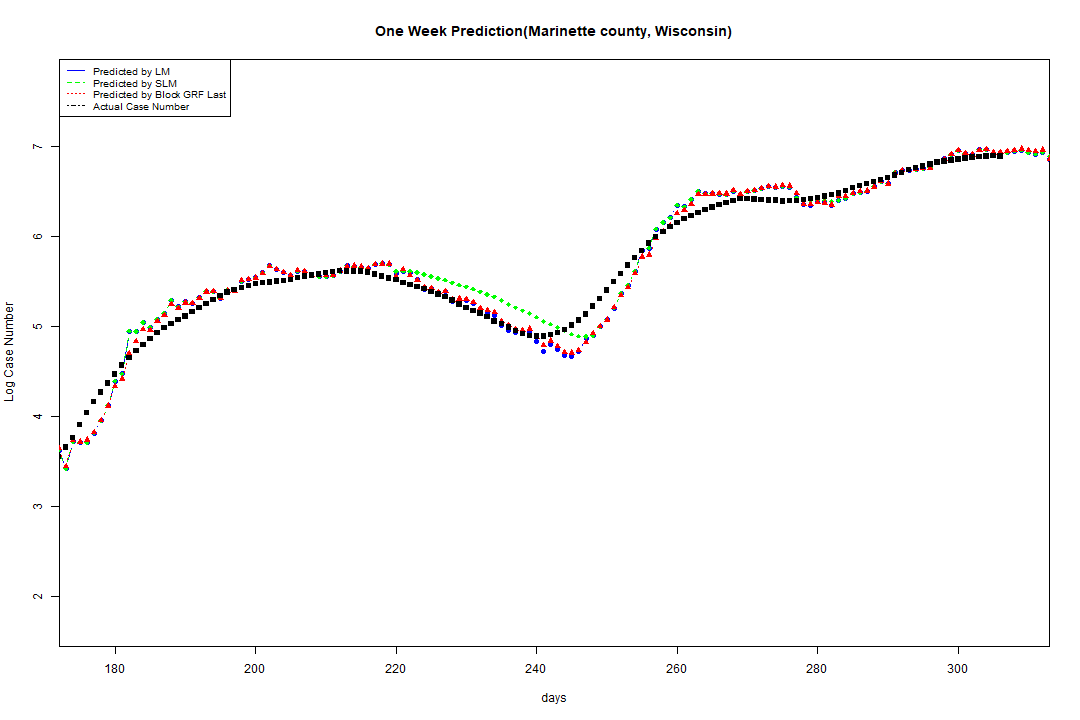 One Week Prediction(Marinette county, Wisconsin)
Predicted by LM
Predicted by SLM
Predicted by Block GRF Last
Actual Case Number
7
6
5
4
3
2
Log Case Number
180 200 220 240 260 280 300
days